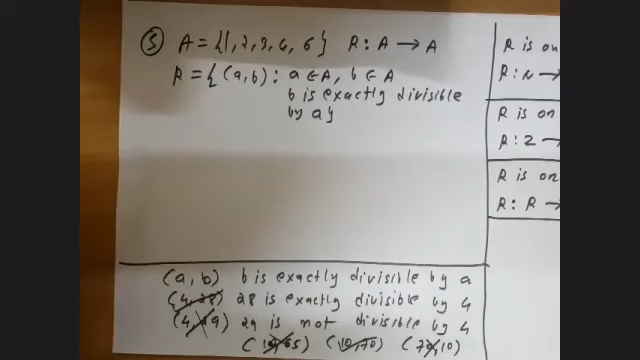 (5) A = {1, 2, 3, 4, 6} R : A → A
R = { (a, b) : a ∈ A, b ∈ A
b is exactly divisible
by a }
R is on
R : N →
R is on
R : Z →
R is on
R : R →
(a, b) b is exactly divisible by a
(4, 28) 28 is exactly divisible by 4
(4, 29) 29 is not divisible by 4
(10, 65) (10, 70) (70, 10)